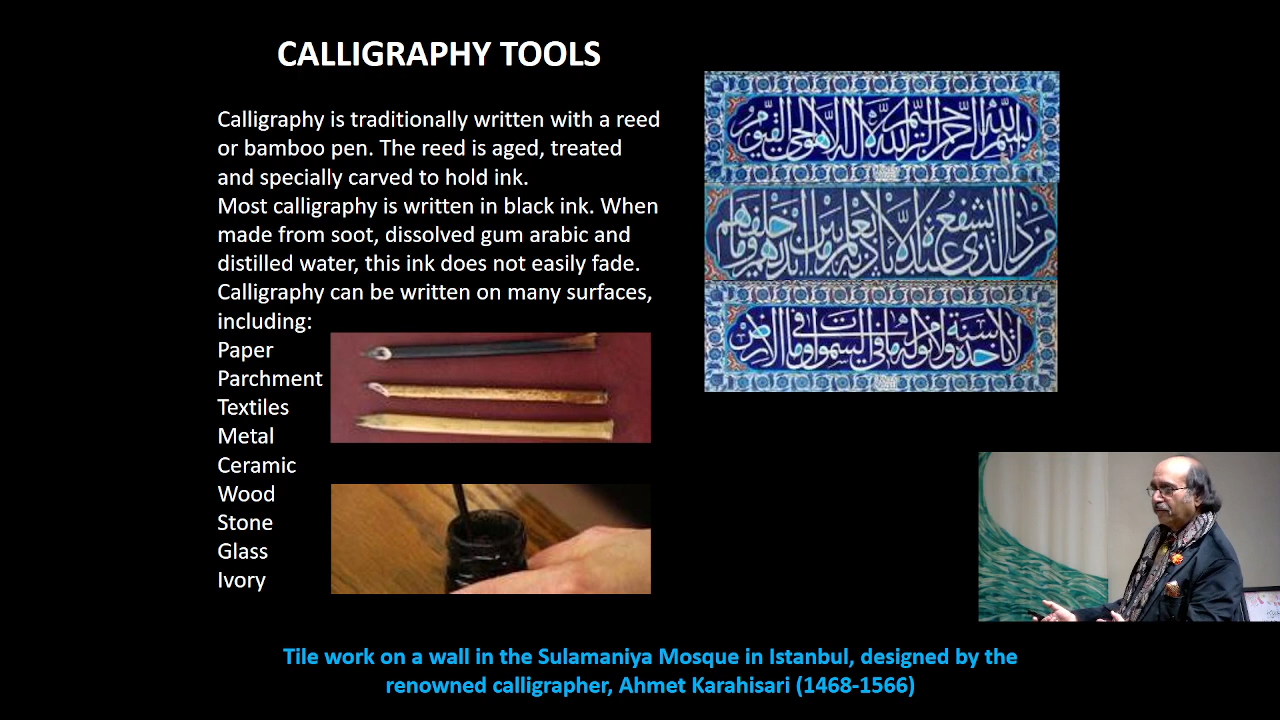 CALLIGRAPHY TOOLS
Calligraphy is traditionally written with a reed
or bamboo pen. The reed is aged, treated
and specially carved to hold ink.
Most calligraphy is written in black ink. When
made from soot, dissolved gum arabic and
distilled water, this ink does not easily fade.
Calligraphy can be written on many surfaces,
including:
Paper
Parchment
Textiles
Metal
Ceramic
Wood
Stone
Glass
Ivory
بسم الله الرحمن الرحيم الله لا إله إلا هو الحي القيوم
من ذا الذي يشفع عنده إلا بإذنه يعلم ما بين أيديهم وما خلفهم
لا تأخذه سنة ولا نوم له ما في السموات وما في الأرض
Tile work on a wall in the Sulamaniya Mosque in Istanbul, designed by the
renowned calligrapher, Ahmet Karahisari (1468-1566)